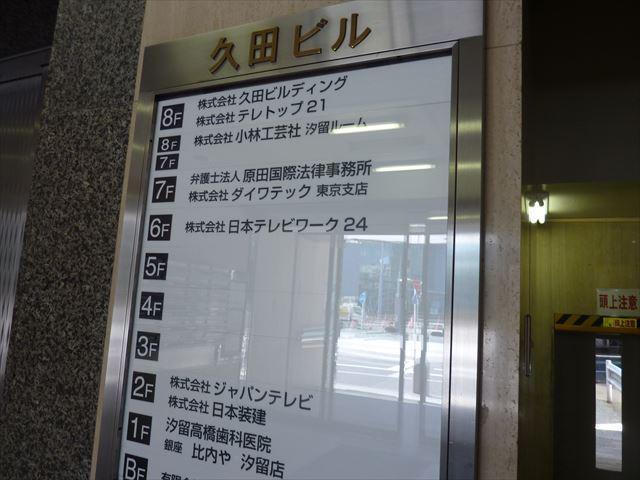 久田ビル
8F 株式会社 久田ビルディング
株式会社 テレトップ 21
8F 7F 株式会社 小林工芸社 汐留ルーム
7F 弁護士法人 原田国際法律事務所
株式会社 ダイワテック 東京支店
6F 株式会社 日本テレビワーク 24
5F
4F
3F
2F 株式会社 ジャパンテレビ
株式会社 日本装建
1F 汐留高橋歯科医院
銀座 比内や 汐留店
BF
頭上注意
頭上注意